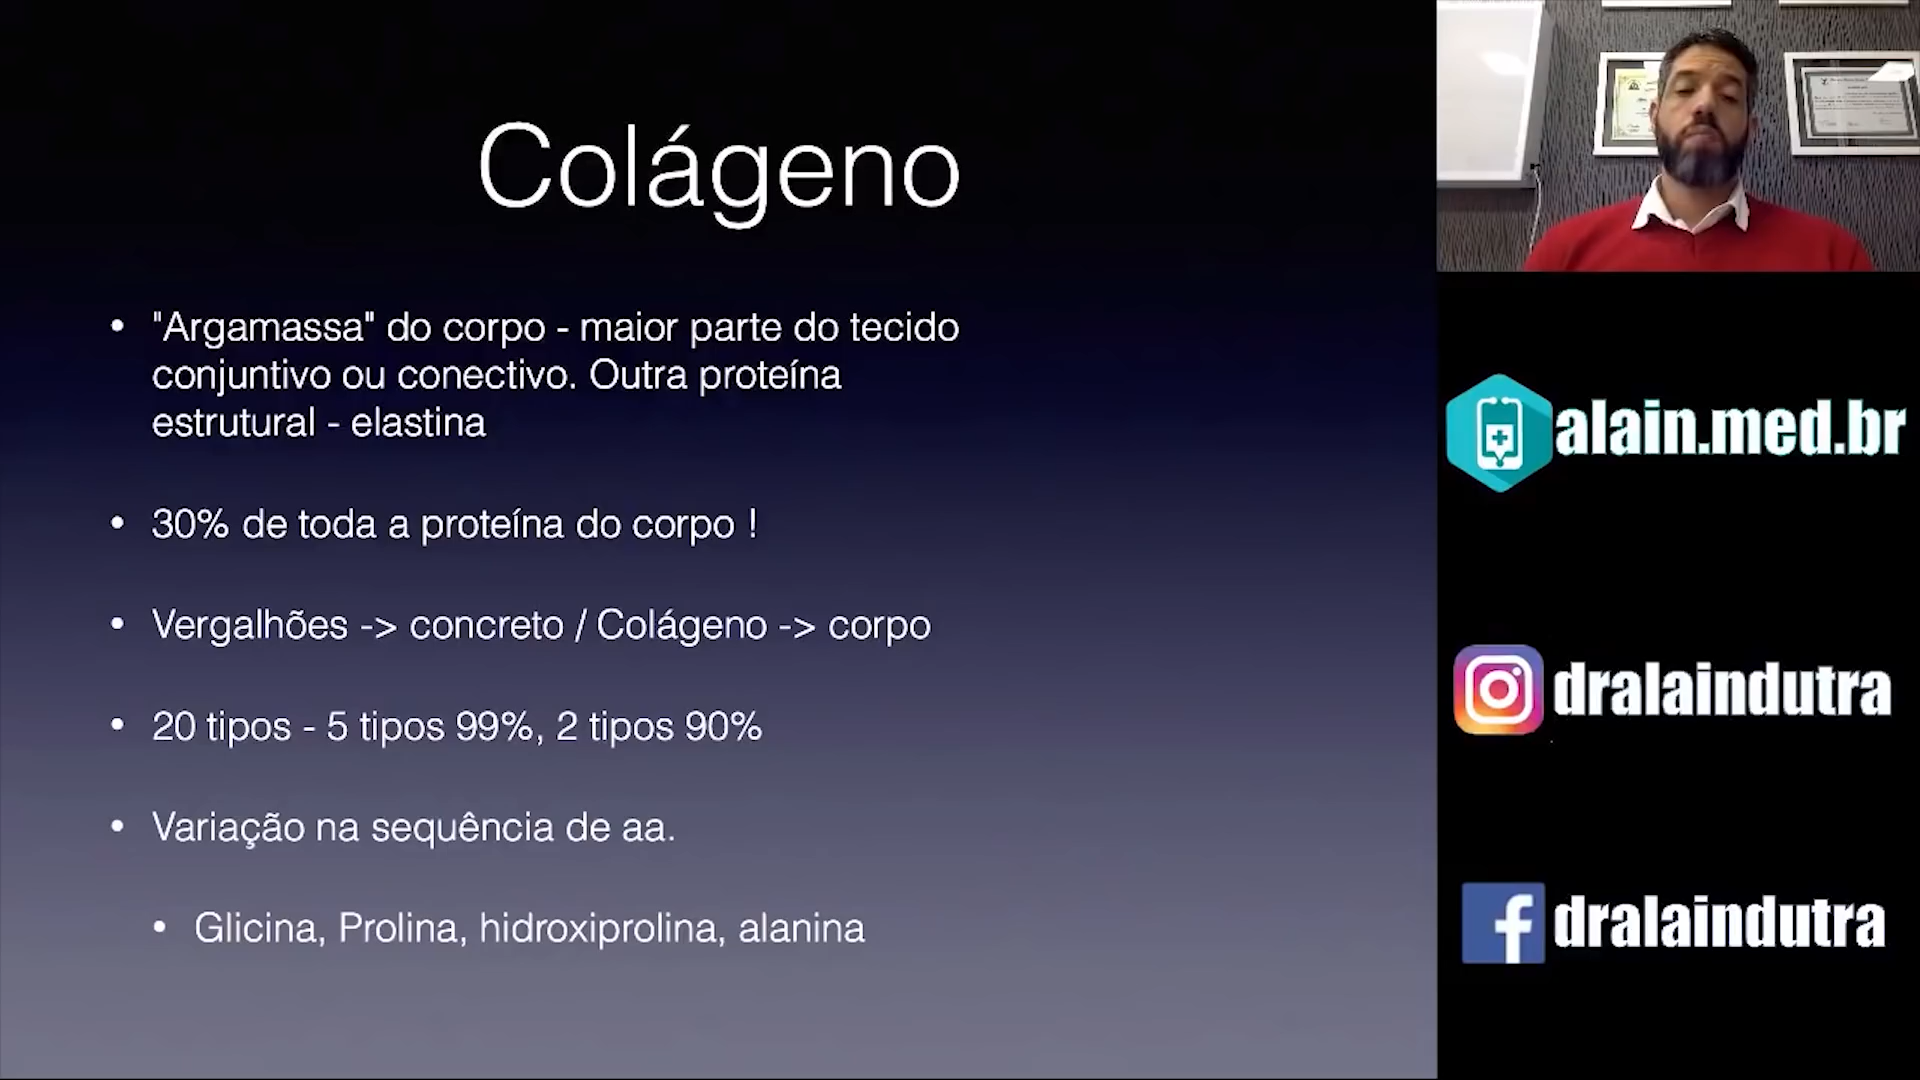 Colágeno
• "Argamassa" do corpo - maior parte do tecido
conjuntivo ou conectivo. Outra proteína
estrutural - elastina
• 30% de toda a proteína do corpo !
• Vergalhões -> concreto / Colágeno -> corpo
• 20 tipos - 5 tipos 99%, 2 tipos 90%
• Variação na sequência de aa.
• Glicina, Prolina, hidroxiprolina, alanina
alain.med.br
dralaindutra
dralaindutra